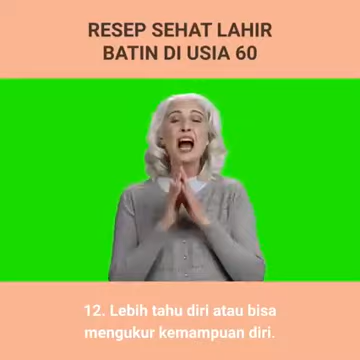 RESEP SEHAT LAHIR
BATIN DI USIA 60
12. Lebih tahu diri atau bisa
mengukur kemampuan diri.